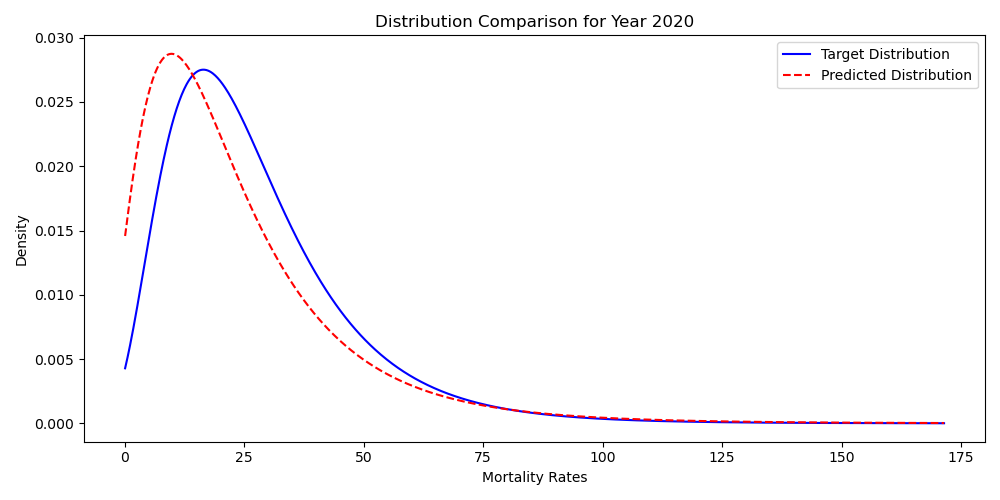 Distribution Comparison for Year 2020
Target Distribution
Predicted Distribution
Density
0.030
0.025
0.020
0.015
0.010
0.005
0.000
0 25 50 75 100 125 150 175
Mortality Rates